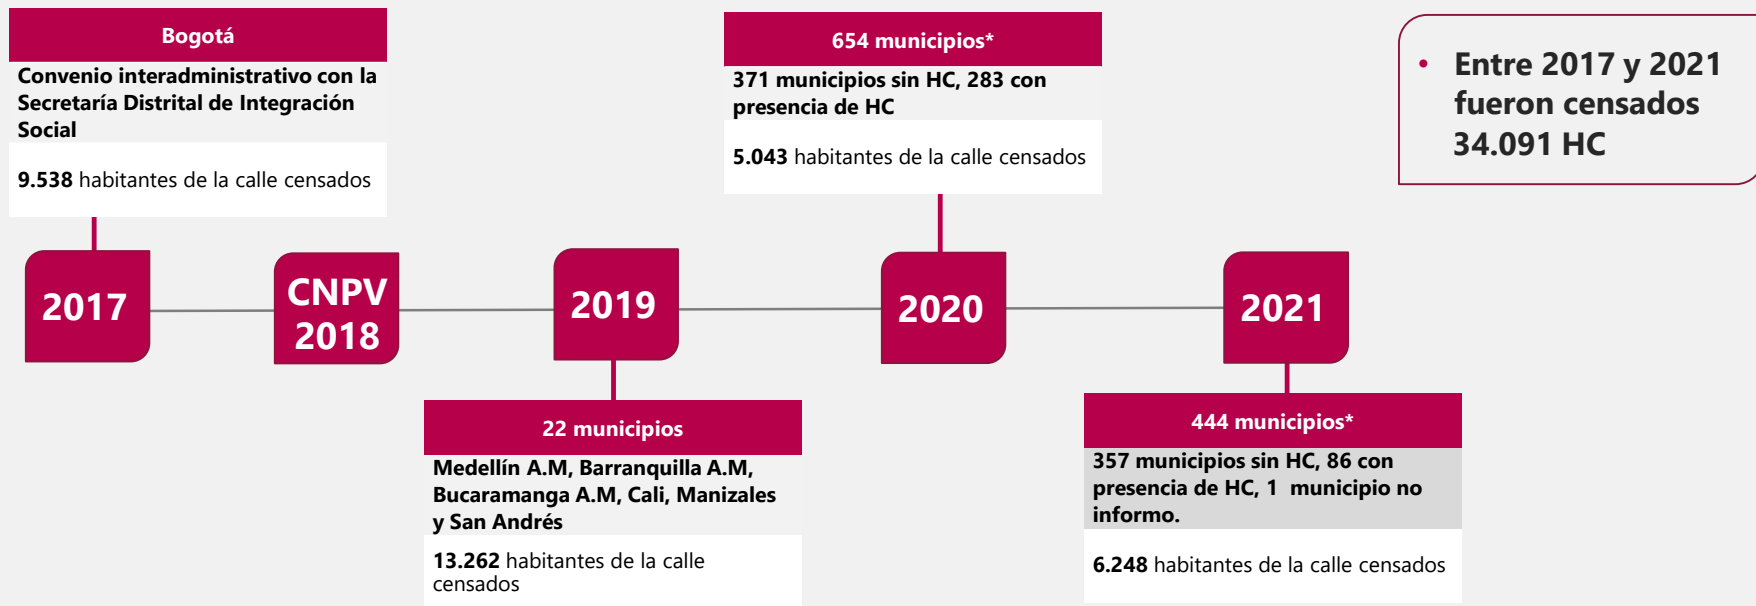 Bogotá
Convenio interadministrativo con la
Secretaría Distrital de Integración
Social
9.538 habitantes de la calle censados
654 municipios*
371 municipios sin HC, 283 con
presencia de HC
5.043 habitantes de la calle censados
• Entre 2017 y 2021
fueron censados
34.091 HC
2017
CNPV
2018
2019
2020
2021
22 municipios
Medellín A.M, Barranquilla A.M,
Bucaramanga A.M, Cali, Manizales
y San Andrés
13.262 habitantes de la calle
censados
444 municipios*
357 municipios sin HC, 86 con
presencia de HC, 1 municipio no
informo.
6.248 habitantes de la calle censados